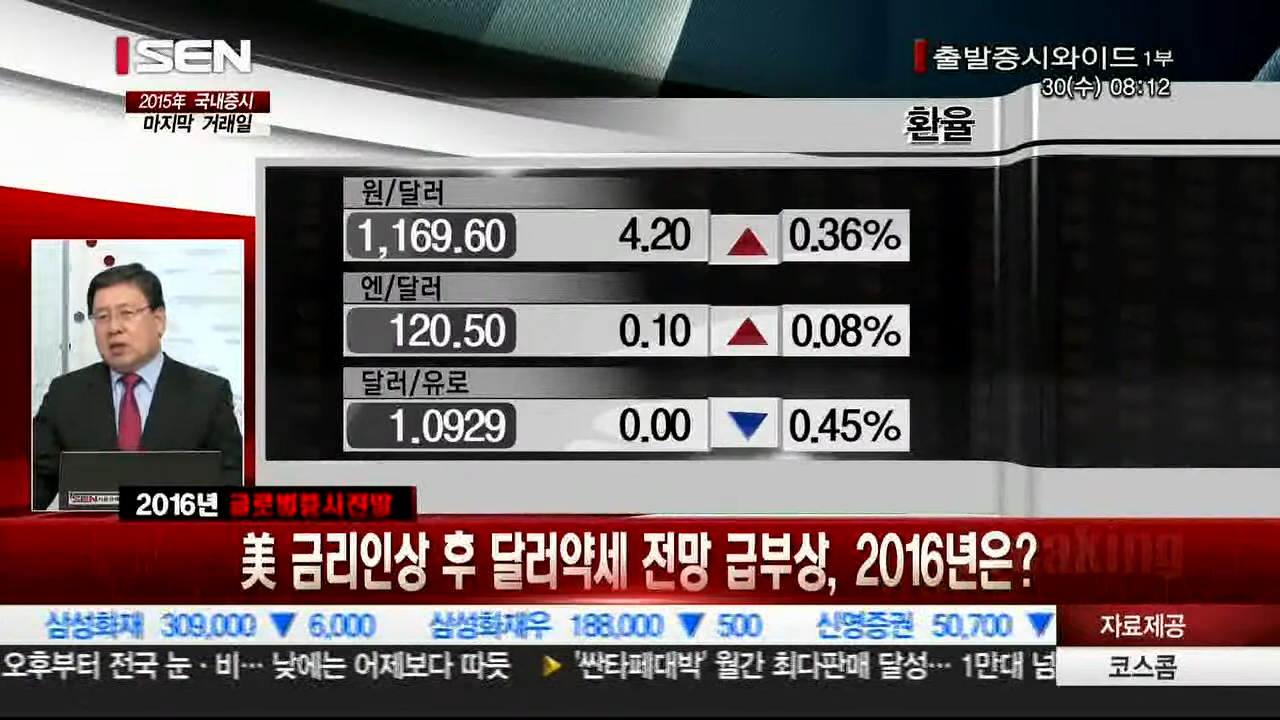 SEN
2015年 국내증시
마지막 거래일
출발증시와이드 1부
30(수) 08:12
환율
원/달러
1,169.60 4.20 ▲ 0.36%
엔/달러
120.50 0.10 ▲ 0.08%
달러/유로
1.0929 0.00 ▼ 0.45%
SEN
2016년 글로벌증시전망
美 금리인상 후 달러약세 전망 급부상, 2016년은?
aking
삼성화재 309,000 ▼ 6,000 삼성화재우 188,000 ▼ 500 신영증권 50,700 ▼
자료제공
오후부터 전국 눈·비… 낮에는 어제보다 따듯 ▶ '싼타페대박' 월간 최다판매 달성… 1만대 넘
코스콤